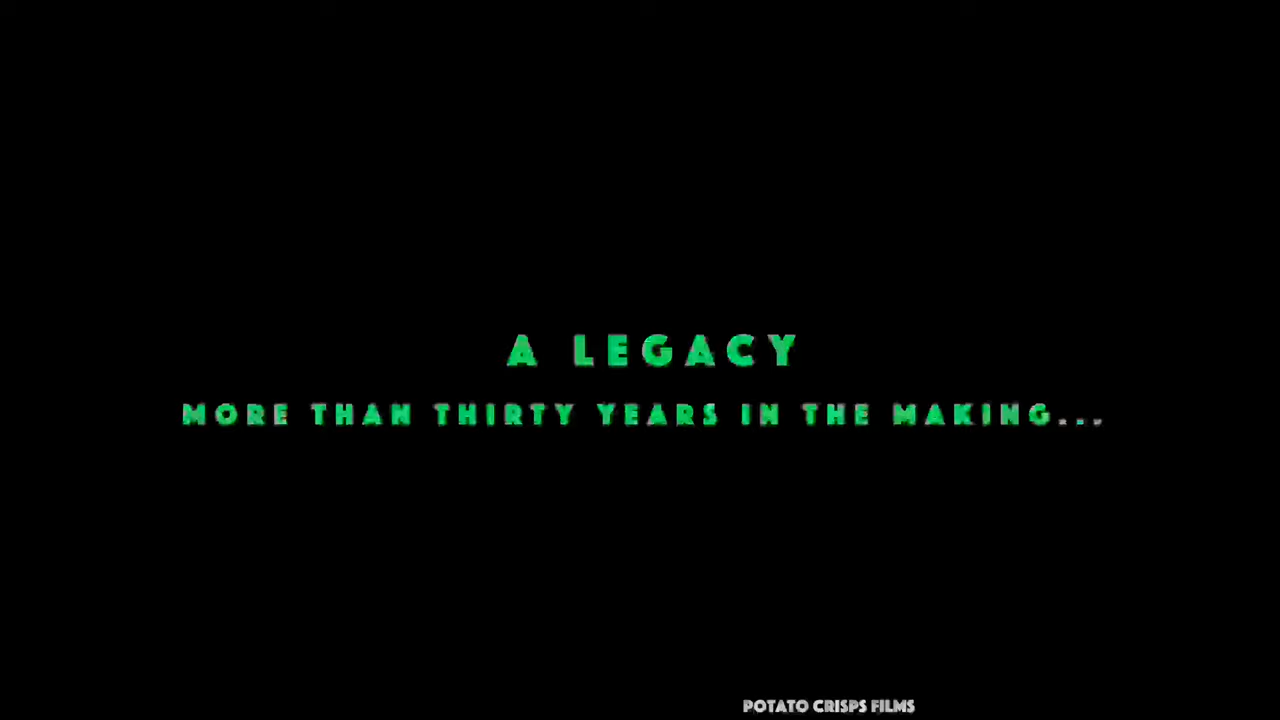 A LEGACY
MORE THAN THIRTY YEARS IN THE MAKING...
POTATO CRISPS FILMS